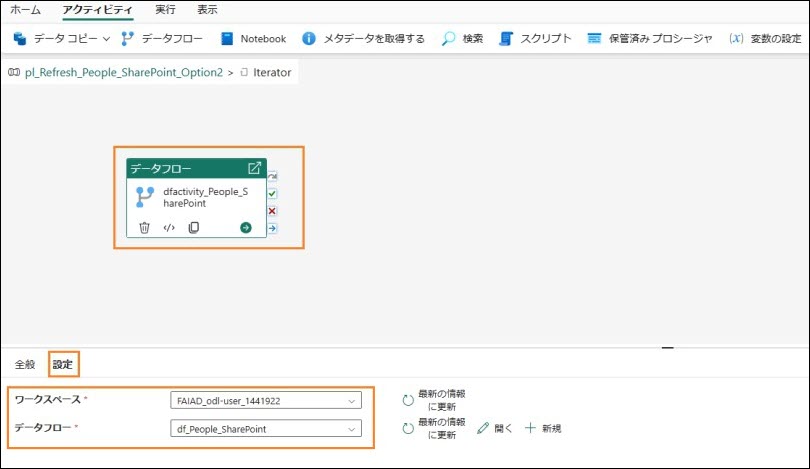 ホーム アクティビティ 実行 表示
データ コピー データフロー Notebook メタデータを取得する 検索 スクリプト 保管済み プロシージャ (x) 変数の設定
pl_Refresh_People_SharePoint_Option2 > Iterator
データフロー
dfactivity_People_S
harePoint
全般 設定
ワークスペース * FAIAD_odl-user_1441922 最新の情報
に更新
データフロー * df_People_SharePoint 最新の情報
に更新 開く 新規